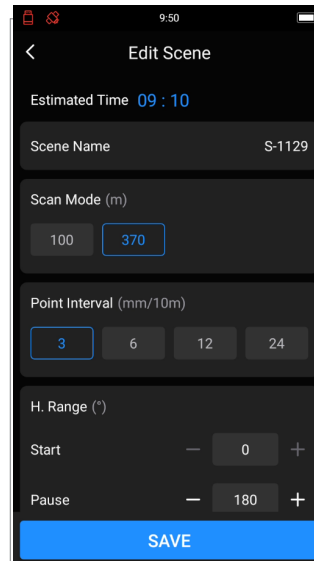 9:50
Edit Scene
Estimated Time 09 : 10
Scene Name S-1129
Scan Mode (m)
100 370
Point Interval (mm/10m)
3 6 12 24
H. Range (°)
Start — 0 +
Pause — 180 +
SAVE